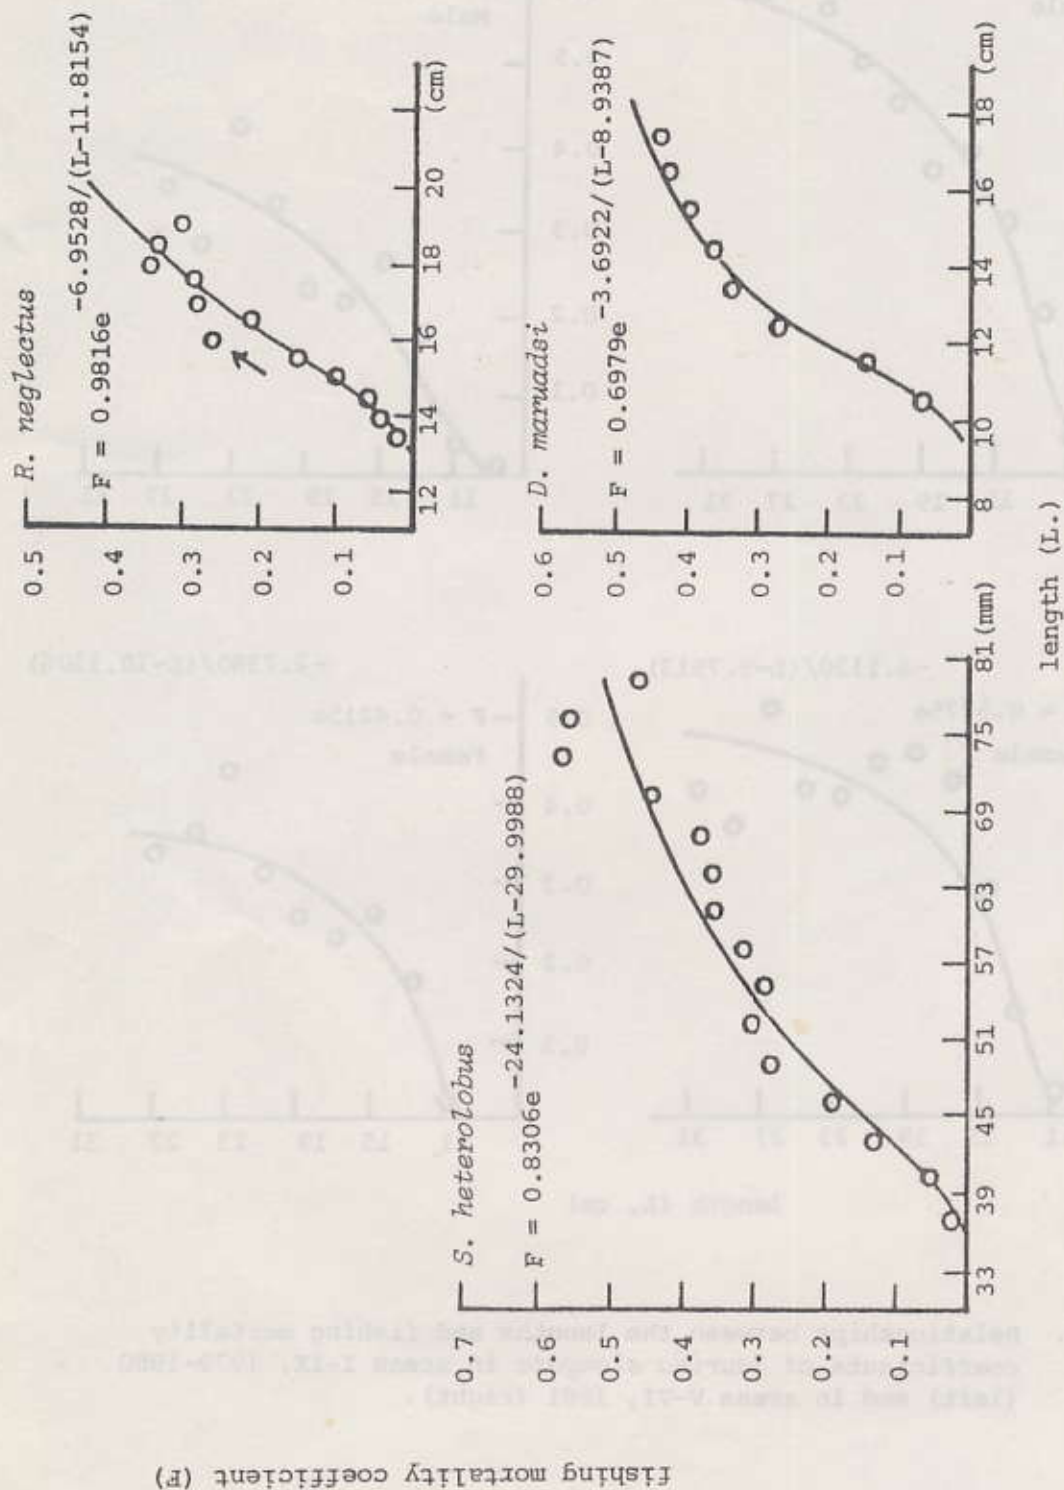 R. neglectus
F = 0.9816e -6.9528/(L-11.8154)
0.5
0.4
0.3
0.2
0.1
12 14 16 18 20 (cm)
S. heterolobus
F = 0.8306e -24.1324/(L-29.9988)
0.7
0.6
0.5
0.4
0.3
0.2
0.1
33 39 45 51 57 63 69 75 81 (mm)
D. maruadsi
F = 0.6979e -3.6922/(L-8.9387)
0.6
0.5
0.4
0.3
0.2
0.1
8 10 12 14 16 18 (cm)
length (L.)
fishing mortality coefficient (F)